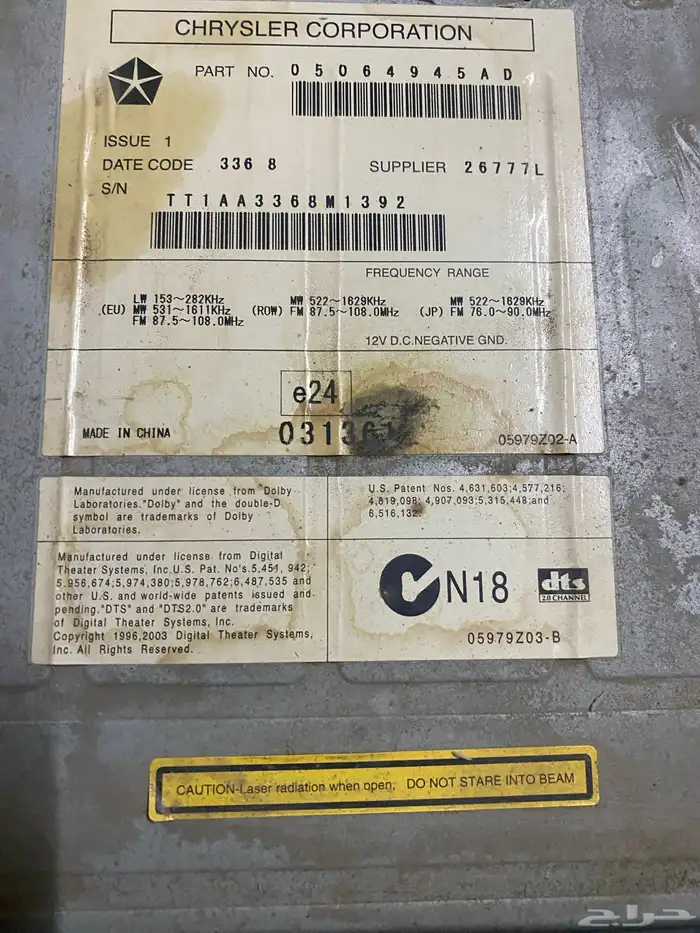 CHRYSLER CORPORATION
PART NO. 05064945AD
ISSUE 1
DATE CODE 336 8
SUPPLIER 26777L
S/N
TT1AA3368M1392
FREQUENCY RANGE
(EU) LW 153~282KHz
MW 531~1611KHz
FM 87.5~108.0MHz
(ROW) MW 522~1629KHz
FM 87.5~108.0MHz
(JP) MW 522~1629KHz
FM 76.0~90.0MHz
12V D.C.NEGATIVE GND.
e24
MADE IN CHINA
05979Z02-A
Manufactured under license from "Dolby
Laboratories."Dolby" and the double-D
symbol are trademarks of Dolby
Laboratories.
U.S. Patent Nos. 4,631,603;4,577,216;
4,819,098; 4,907,093;5,315,448;and
6,516,132.
Manufactured under license from Digital
Theater Systems, Inc.U.S. Pat. No's.5,451, 942;
5,956,674;5,974,380;5,978,762;6,487,535 and
other U.S. and world-wide patents issued and
pending."DTS" and "DTS2.0" are trademarks
of Digital Theater Systems, Inc.
Copyright 1996,2003 Digital Theater Systems,
Inc. All Rights Reserved.
N18
dts
2.0 CHANNEL
05979Z03-B
CAUTION-Laser radiation when open, DO NOT STARE INTO BEAM
حراج